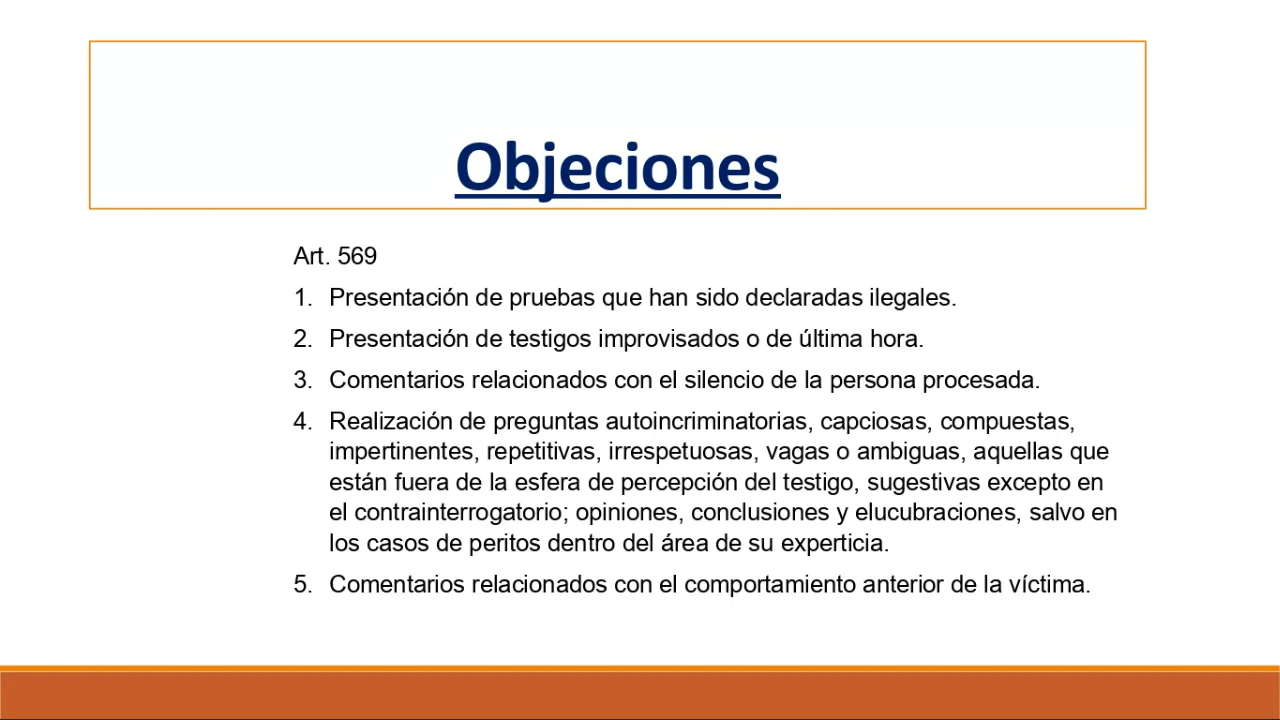 Objeciones
Art. 569
1. Presentación de pruebas que han sido declaradas ilegales.
2. Presentación de testigos improvisados o de última hora.
3. Comentarios relacionados con el silencio de la persona procesada.
4. Realización de preguntas autoincriminatorias, capciosas, compuestas,
impertinentes, repetitivas, irrespetuosas, vagas o ambiguas, aquellas que
están fuera de la esfera de percepción del testigo, sugestivas excepto en
el contrainterrogatorio; opiniones, conclusiones y elucubraciones, salvo en
los casos de peritos dentro del área de su experticia.
5. Comentarios relacionados con el comportamiento anterior de la víctima.